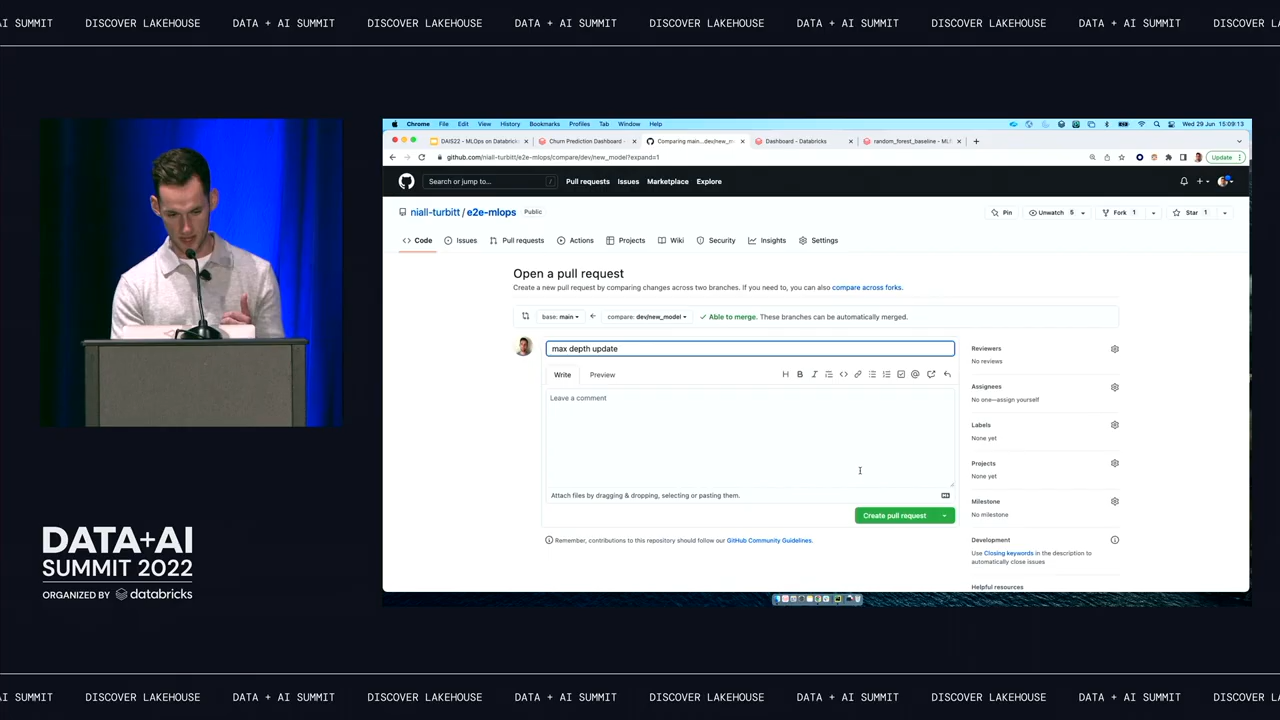 AI SUMMIT DISCOVER LAKEHOUSE DATA + AI SUMMIT DISCOVER LAKEHOUSE DATA + AI SUMMIT DISCOVER LAKEHOUSE DATA + AI SUMMIT DISCOVER LAKEHOUSE DATA + AI SUMMIT DISCOVER
Chrome File Edit View History Bookmarks Profiles Tab Window Help Wed 29 Jun 15:09:13
DAIS22 - MLOps on Databrick Churn Prediction Dashboard - Comparing main...dev/new_m Dashboard - Databricks random_forest_baseline - ML
github.com/niall-turbitt/e2e-mlops/compare/dev/new_model?expand=1 Update
Search or jump to... / Pull requests Issues Marketplace Explore
niall-turbitt / e2e-mlops Public Pin Unwatch 5 Fork 1 Star 1
Code Issues Pull requests Actions Projects Wiki Security Insights Settings
Open a pull request
Create a new pull request by comparing changes across two branches. If you need to, you can also compare across forks.
base: main compare: dev/new_model Able to merge. These branches can be automatically merged.
max depth update
Write Preview
Leave a comment
Attach files by dragging & dropping, selecting or pasting them.
Create pull request
Remember, contributions to this repository should follow our GitHub Community Guidelines.
Reviewers
No reviews
Assignees
No one—assign yourself
Labels
None yet
Projects
None yet
Milestone
No milestone
Development
Use Closing keywords in the description to
automatically close issues
Helpful resources
DATA+AI
SUMMIT 2022
ORGANIZED BY databricks
AI SUMMIT DISCOVER LAKEHOUSE DATA + AI SUMMIT DISCOVER LAKEHOUSE DATA + AI SUMMIT DISCOVER LAKEHOUSE DATA + AI SUMMIT DISCOVER LAKEHOUSE DATA + AI SUMMIT DISCOVER